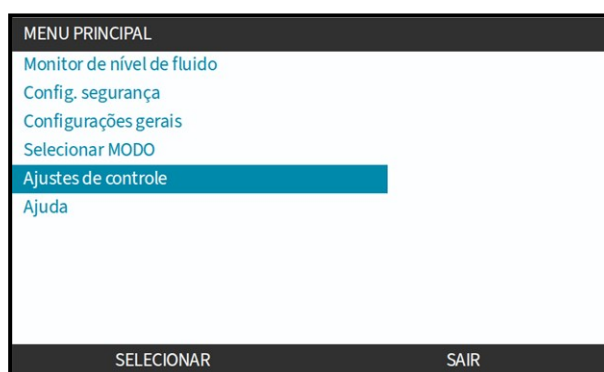 MENU PRINCIPAL
Monitor de nível de fluido
Config. segurança
Configurações gerais
Selecionar MODO
Ajustes de controle
Ajuda
SELECIONAR SAIR